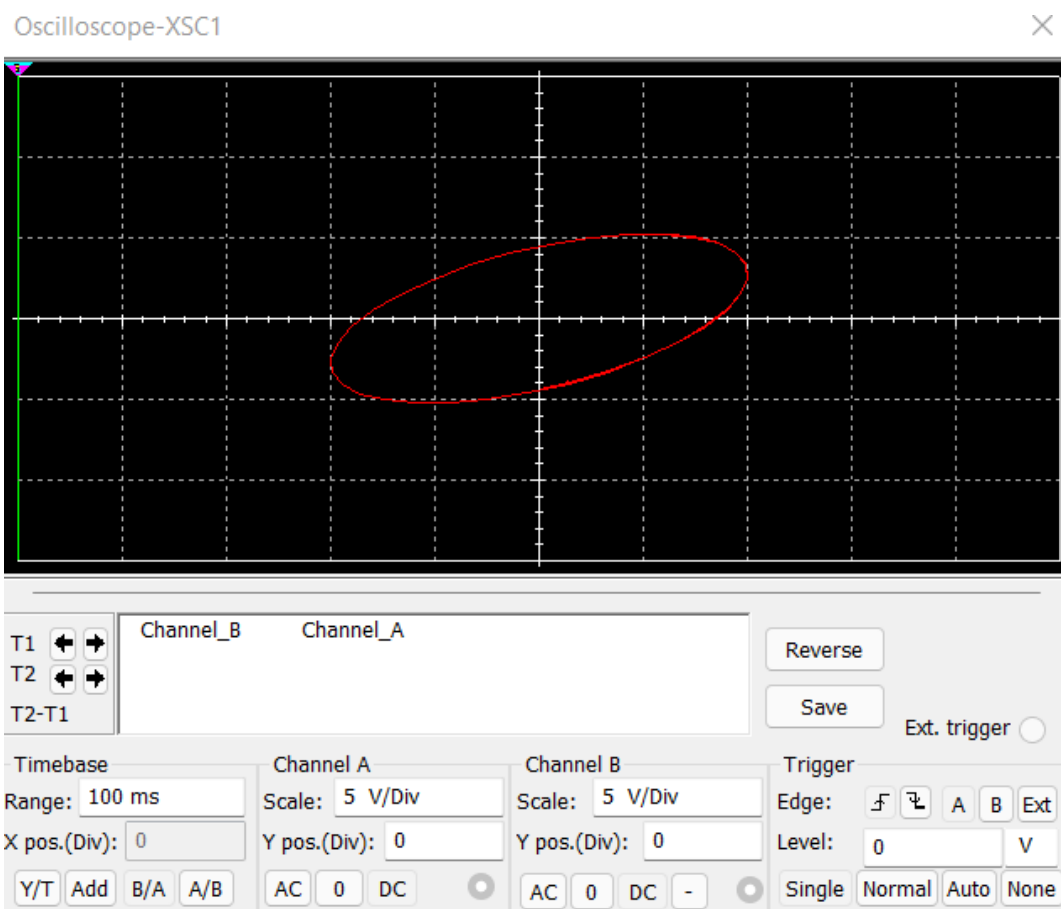 Oscilloscope-XSC1
Channel_B Channel_A
T1
T2
T2-T1
Reverse
Save
Ext. trigger
Timebase
Range: 100 ms
X pos.(Div): 0
Y/T Add B/A A/B
Channel A
Scale: 5 V/Div
Y pos.(Div): 0
AC 0 DC
Channel B
Scale: 5 V/Div
Y pos.(Div): 0
AC 0 DC -
Trigger
Edge: A B Ext
Level: 0 V
Single Normal Auto None